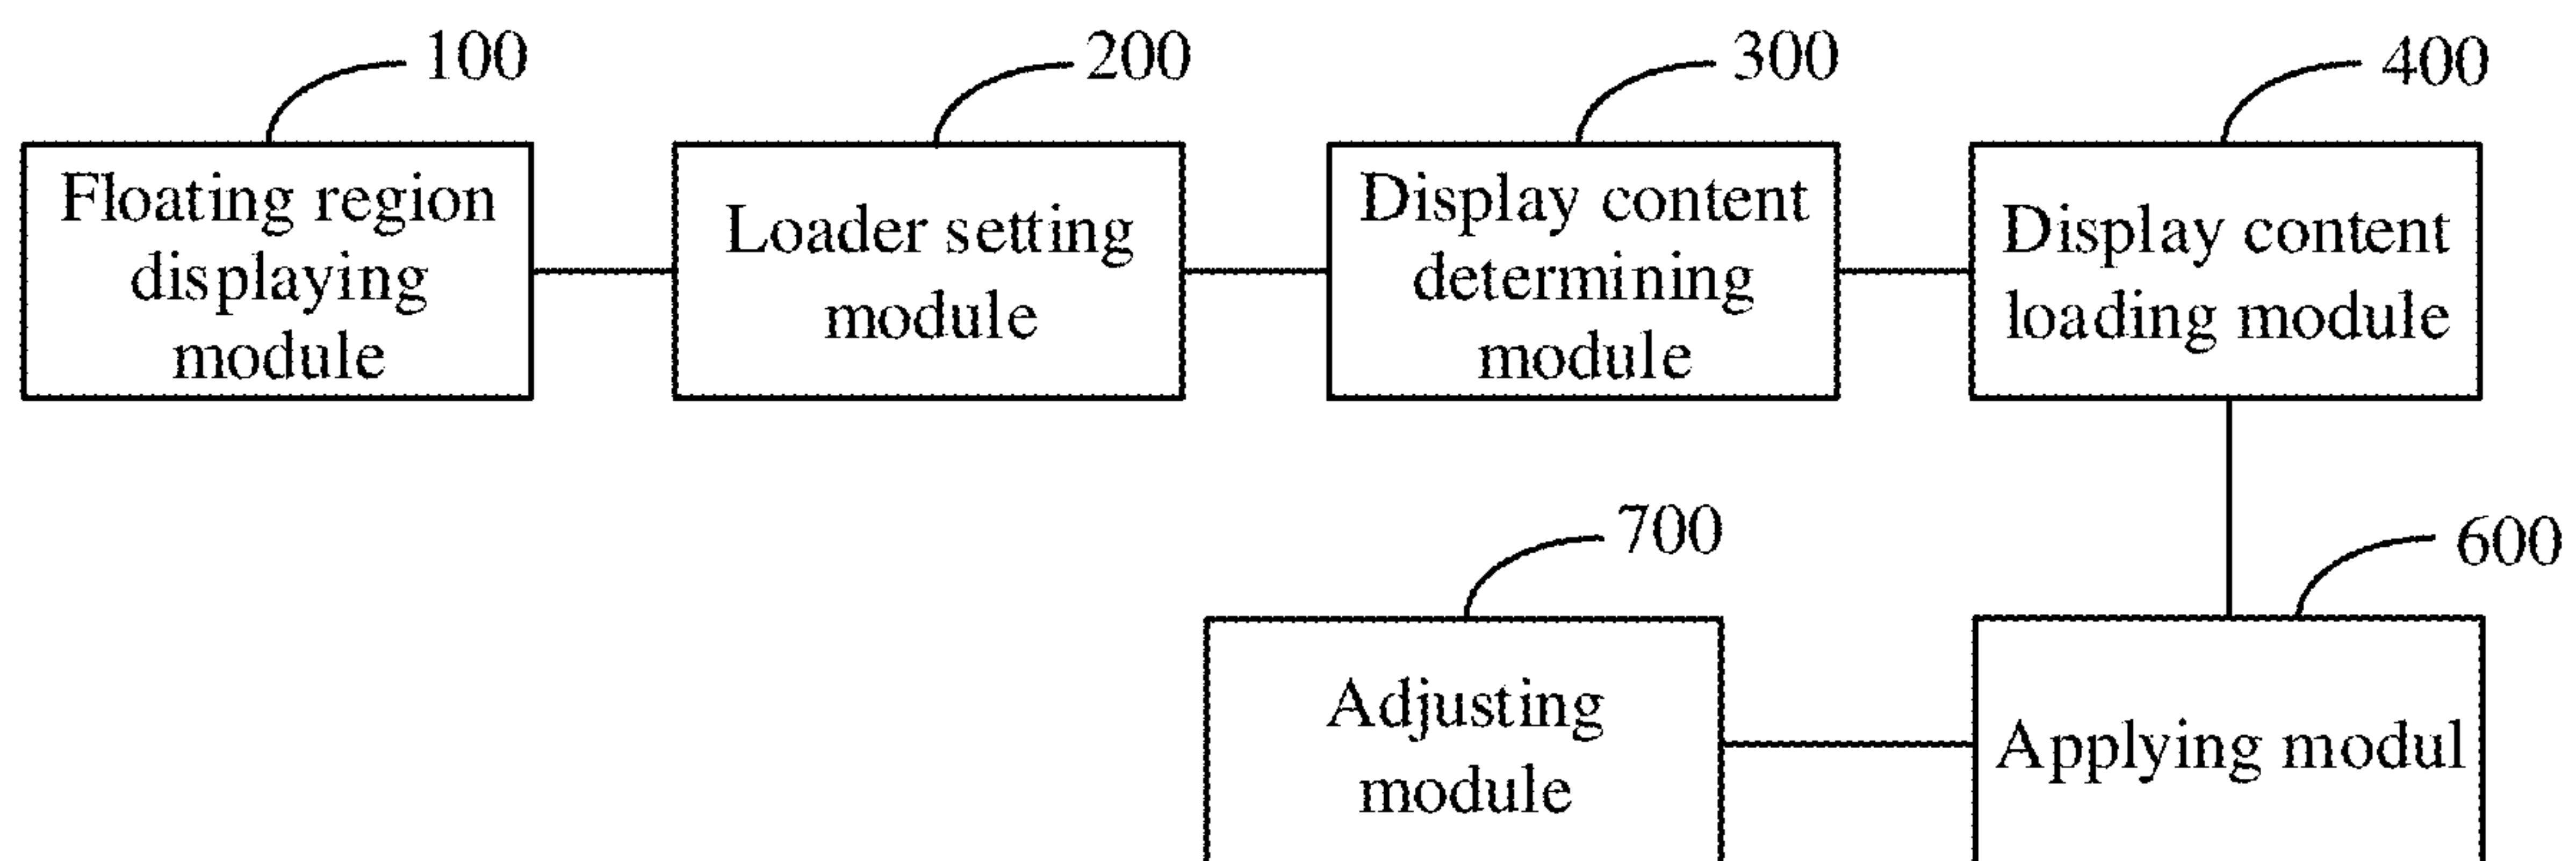 100
200
300
400
Floating region
displaying
module
Loader setting
module
Display content
determining
module
Display content
loading module
700
600
Adjusting
module
Applying modul